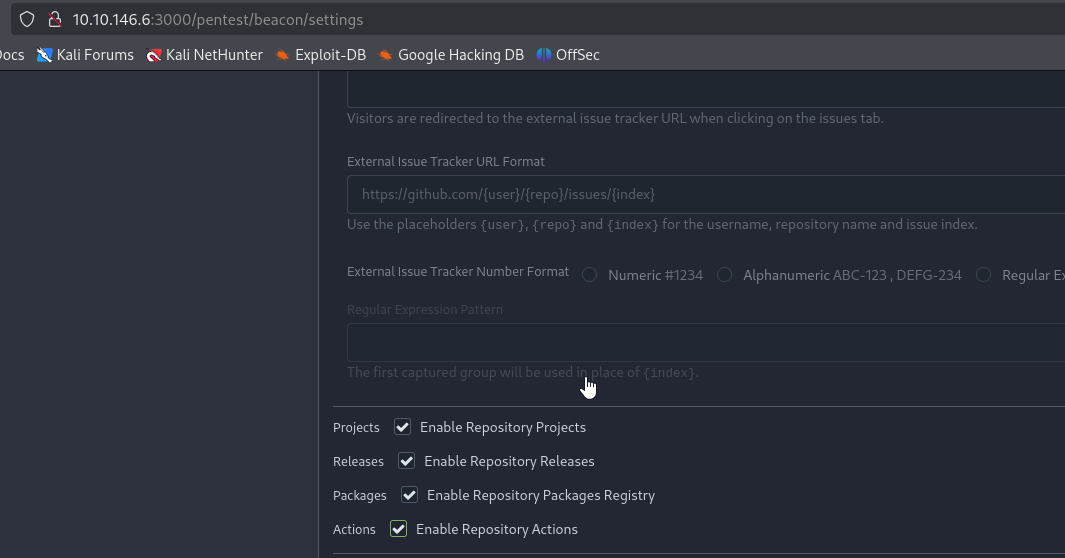 10.10.146.6:3000/pentest/beacon/settings
Docs Kali Forums Kali NetHunter Exploit-DB Google Hacking DB OffSec
Visitors are redirected to the external issue tracker URL when clicking on the issues tab.
External Issue Tracker URL Format
https://github.com/{user}/{repo}/issues/{index}
Use the placeholders {user}, {repo} and {index} for the username, repository name and issue index.
External Issue Tracker Number Format Numeric #1234 Alphanumeric ABC-123 , DEFG-234 Regular Ex
Regular Expression Pattern
The first captured group will be used in place of {index}.
Projects Enable Repository Projects
Releases Enable Repository Releases
Packages Enable Repository Packages Registry
Actions Enable Repository Actions